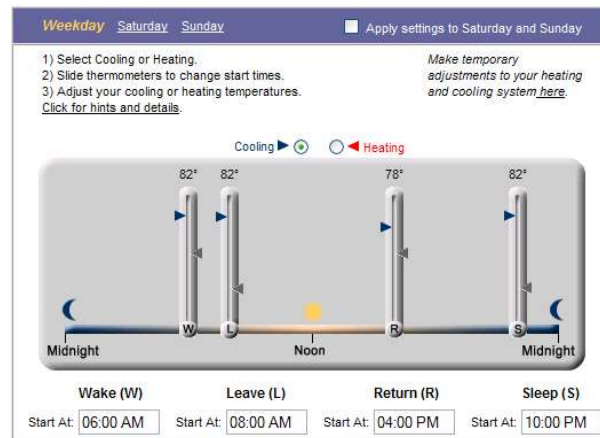 Weekday Saturday Sunday Apply settings to Saturday and Sunday
1) Select Cooling or Heating.
2) Slide thermometers to change start times.
3) Adjust your cooling or heating temperatures.
Click for hints and details.
Make temporary
adjustments to your heating
and cooling system here.
Cooling Heating
82° 82° 78° 82°
W L R S
Midnight Noon Midnight
Wake (W) Leave (L) Return (R) Sleep (S)
Start At: 06:00 AM Start At: 08:00 AM Start At: 04:00 PM Start At: 10:00 PM